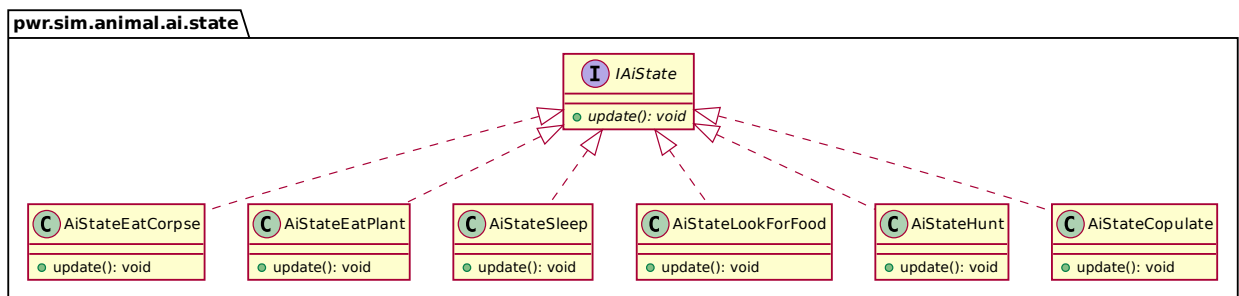 pwr.sim.animal.ai.state
I IAiState
update(): void
C AiStateEatCorpse
C AiStateEatPlant
C AiStateSleep
C AiStateLookForFood
C AiStateHunt
C AiStateCopulate
update(): void
update(): void
update(): void
update(): void
update(): void
update(): void